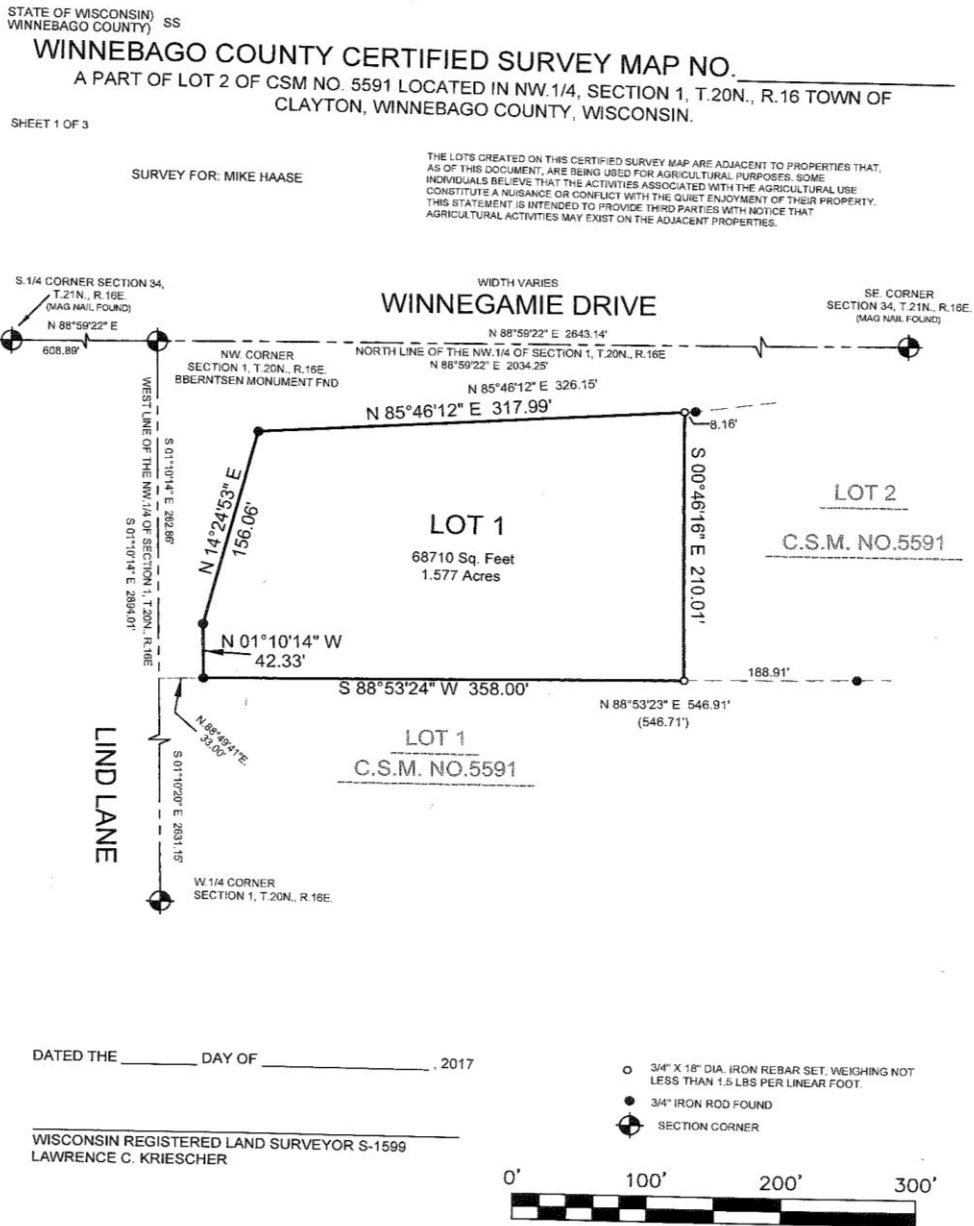 STATE OF WISCONSIN)
WINNEBAGO COUNTY) SS
WINNEBAGO COUNTY CERTIFIED SURVEY MAP NO.
A PART OF LOT 2 OF CSM NO. 5591 LOCATED IN NW.1/4, SECTION 1, T.20N., R.16 TOWN OF
CLAYTON, WINNEBAGO COUNTY, WISCONSIN.
SHEET 1 OF 3
SURVEY FOR: MIKE HAASE
THE LOTS CREATED ON THIS CERTIFIED SURVEY MAP ARE ADJACENT TO PROPERTIES THAT,
AS OF THIS DOCUMENT, ARE BEING USED FOR AGRICULTURAL PURPOSES. SOME
INDIVIDUALS BELIEVE THAT THE ACTIVITIES ASSOCIATED WITH THE AGRICULTURAL USE
CONSTITUTE A NUISANCE OR CONFLICT WITH THE QUIET ENJOYMENT OF THEIR PROPERTY.
THIS STATEMENT IS INTENDED TO PROVIDE THIRD PARTIES WITH NOTICE THAT
AGRICULTURAL ACTIVITIES MAY EXIST ON THE ADJACENT PROPERTIES.
S.1/4 CORNER SECTION 34,
T.21N., R.16E.
(MAG NAIL FOUND)
N 88°59'22" E
608.89'
WIDTH VARIES
WINNEGAMIE DRIVE
SE. CORNER
SECTION 34, T.21N., R.16E.
(MAG NAIL FOUND)
N 88°59'22" E 2643.14'
NORTH LINE OF THE NW.1/4 OF SECTION 1, T.20N., R.16E
N 88°59'22" E 2034.25'
NW. CORNER
SECTION 1, T.20N., R.16E.
BBERNTSEN MONUMENT FND
N 85°46'12" E 326.15'
N 85°46'12" E 317.99'
8.16'
WEST LINE OF THE NW.1/4 OF SECTION 1, T.20N., R.16E
S 01°10'14" E 262.86'
S 01°10'14" E 2894.01'
N 14°24'53" E
156.06'
LOT 1
68710 Sq. Feet
1.577 Acres
S 00°46'16" E 210.01'
LOT 2
C.S.M. NO.5591
N 01°10'14" W
42.33'
S 88°53'24" W 358.00'
188.91'
N 88°53'23" E 546.91'
(546.71')
N.88°49'41"E.
33.00'
LOT 1
C.S.M. NO.5591
LIND LANE
S 01°10'20" E 2631.15'
W.1/4 CORNER
SECTION 1, T.20N., R.16E.
DATED THE DAY OF , 2017
WISCONSIN REGISTERED LAND SURVEYOR S-1599
LAWRENCE C. KRIESCHER
3/4" X 18" DIA. IRON REBAR SET, WEIGHING NOT
LESS THAN 1.5 LBS PER LINEAR FOOT.
3/4" IRON ROD FOUND
SECTION CORNER
0' 100' 200' 300'